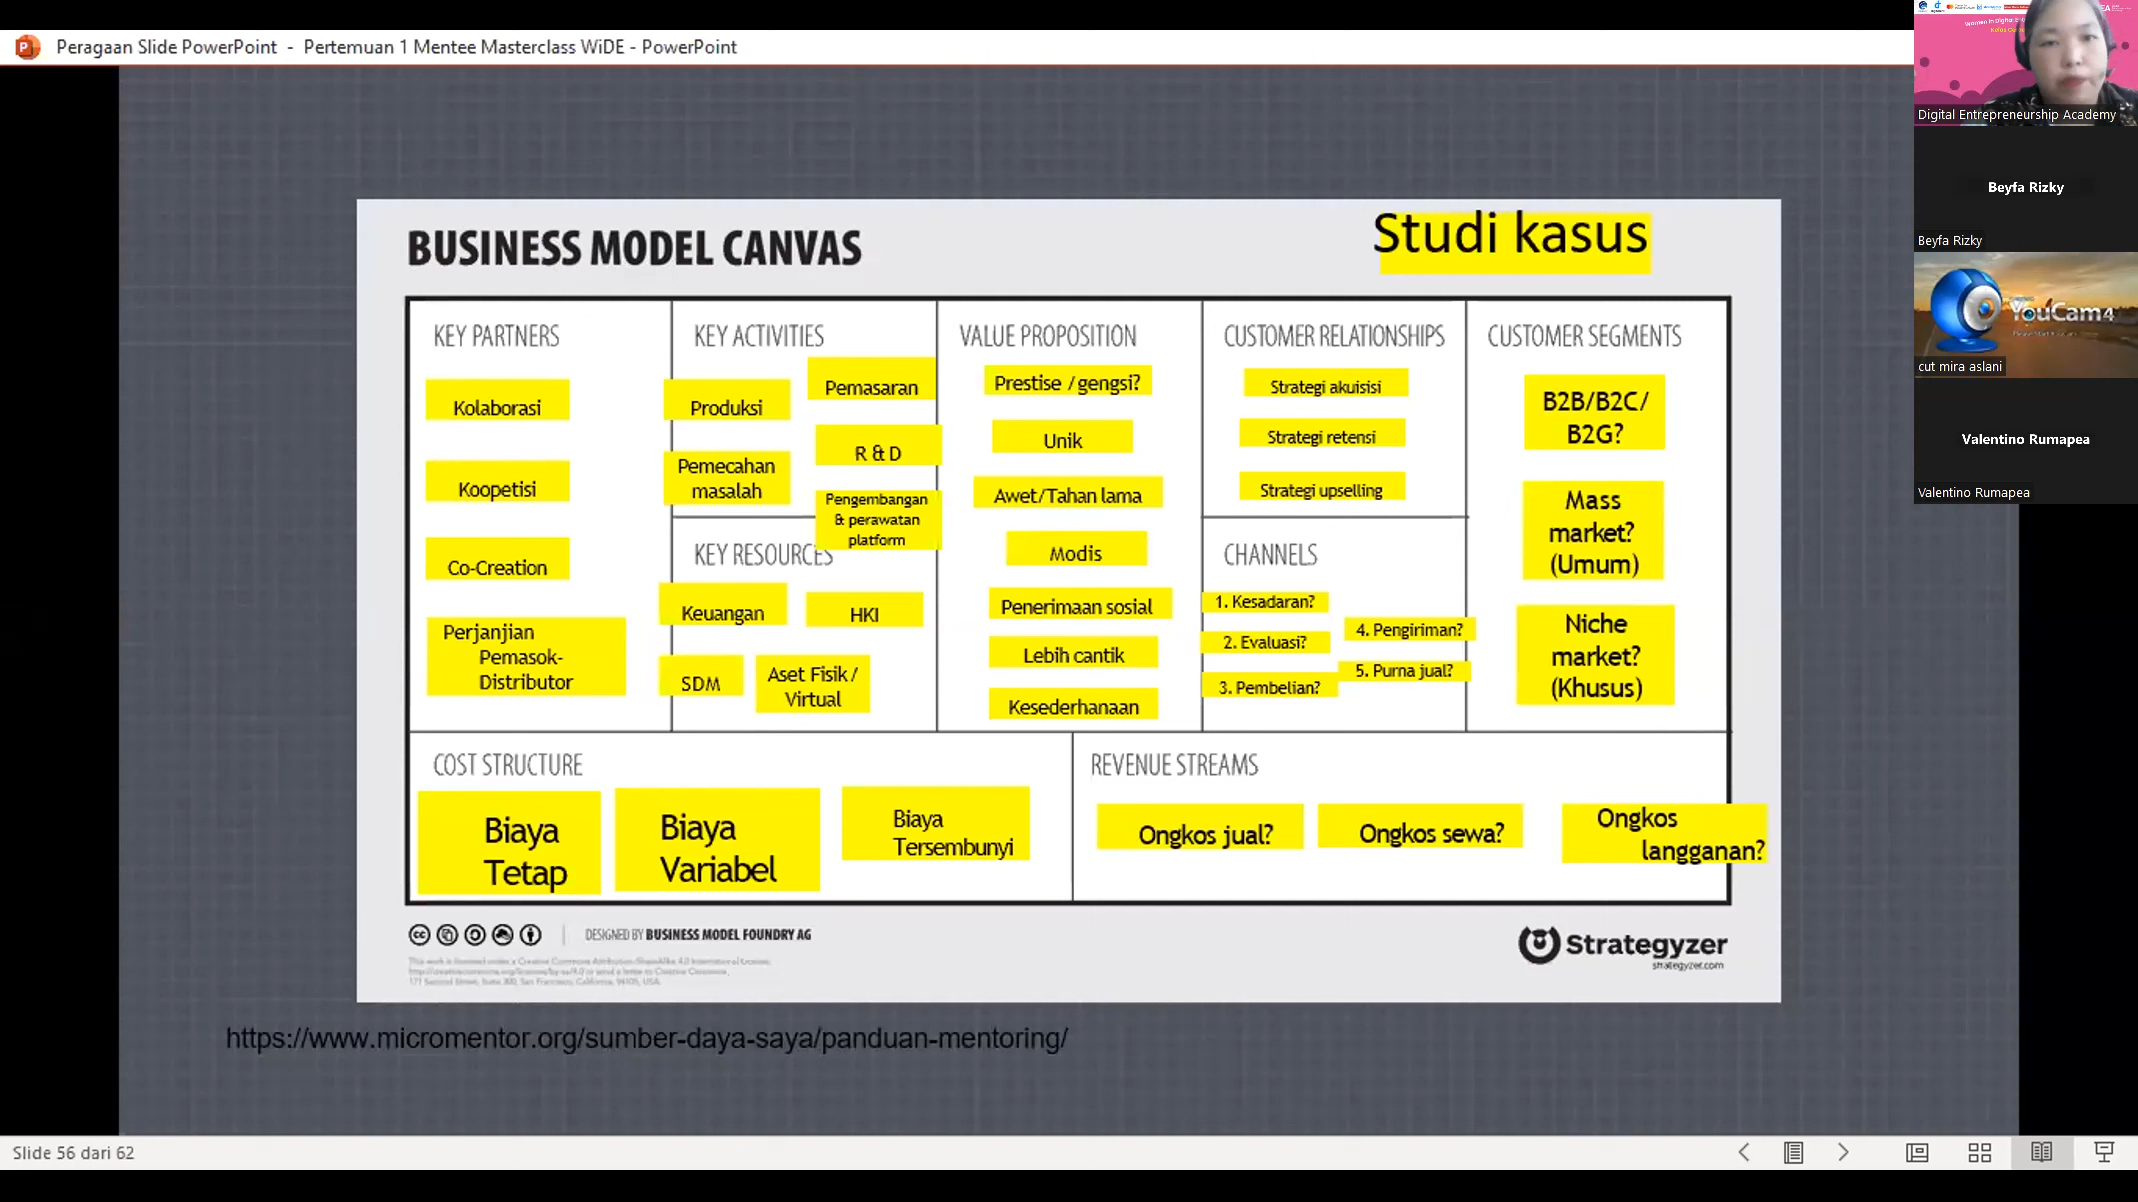 Peragaan Slide PowerPoint - Pertemuan 1 Mentee Masterclass WiDE - PowerPoint
BUSINESS MODEL CANVAS
Studi kasus
KEY PARTNERS
Kolaborasi
Koopetisi
Co-Creation
Perjanjian
Pemasok-
Distributor
KEY ACTIVITIES
Pemasaran
Produksi
R & D
Pemecahan
masalah
Pengembangan
& perawatan
platform
KEY RESOURCES
Keuangan
HKI
SDM
Aset Fisik /
Virtual
VALUE PROPOSITION
Prestise / gengsi?
Unik
Awet/Tahan lama
Modis
Penerimaan sosial
Lebih cantik
Kesederhanaan
CUSTOMER RELATIONSHIPS
Strategi akuisisi
Strategi retensi
Strategi upselling
CHANNELS
1. Kesadaran?
2. Evaluasi?
3. Pembelian?
4. Pengiriman?
5. Purna jual?
CUSTOMER SEGMENTS
B2B/B2C/
B2G?
Mass
market?
(Umum)
Niche
market?
(Khusus)
COST STRUCTURE
Biaya
Tetap
Biaya
Variabel
Biaya
Tersembunyi
REVENUE STREAMS
Ongkos jual?
Ongkos sewa?
Ongkos
langganan?
DESIGNED BY BUSINESS MODEL FOUNDRY AG
Strategyzer
strategyzer.com
https://www.micromentor.org/sumber-daya-saya/panduan-mentoring/
Slide 56 dari 62
Digital Entrepreneurship Academy
Beyfa Rizky
Beyfa Rizky
YouCam 4
cut mira aslani
Valentino Rumapea
Valentino Rumapea